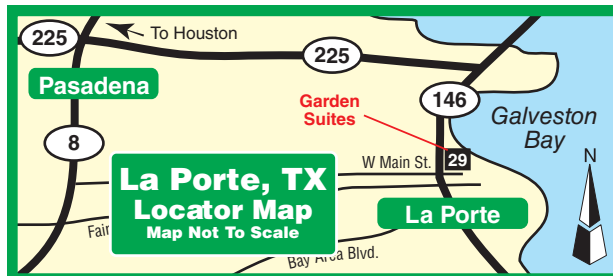 225
To Houston
225
Pasadena
146
Garden
Suites
Galveston
Bay
8
W Main St.
29
N
La Porte, TX
Locator Map
Map Not To Scale
La Porte
Bay Area Blvd.